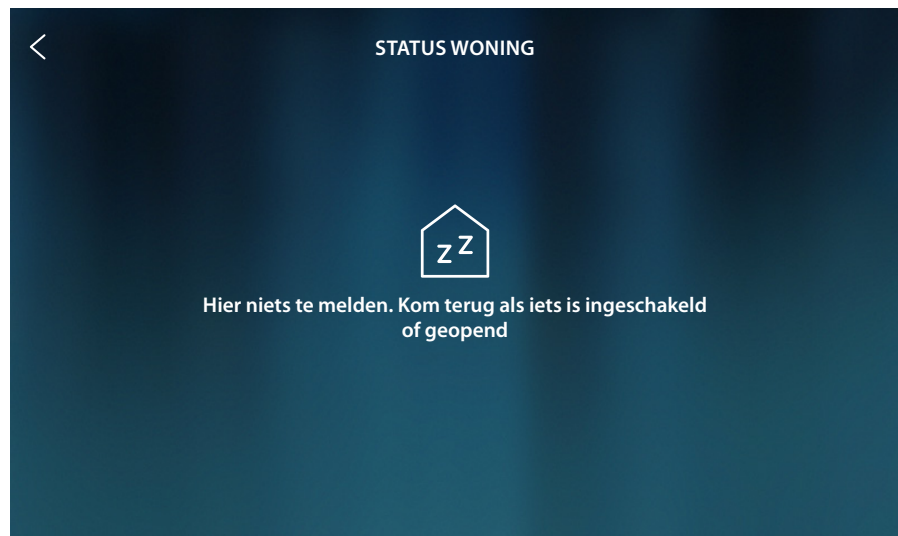 STATUS WONING
z Z
Hier niets te melden. Kom terug als iets is ingeschakeld
of geopend